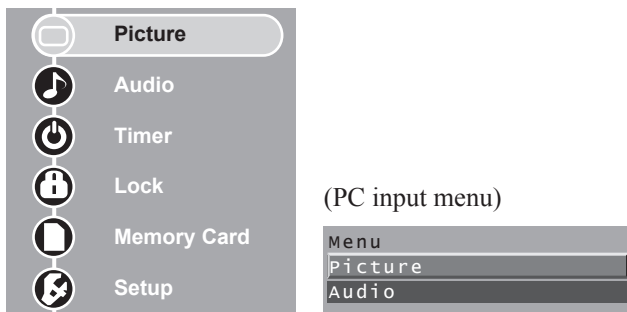 Picture
Audio
Timer
Lock
Memory Card
Setup
(PC input menu)
Menu
Picture
Audio